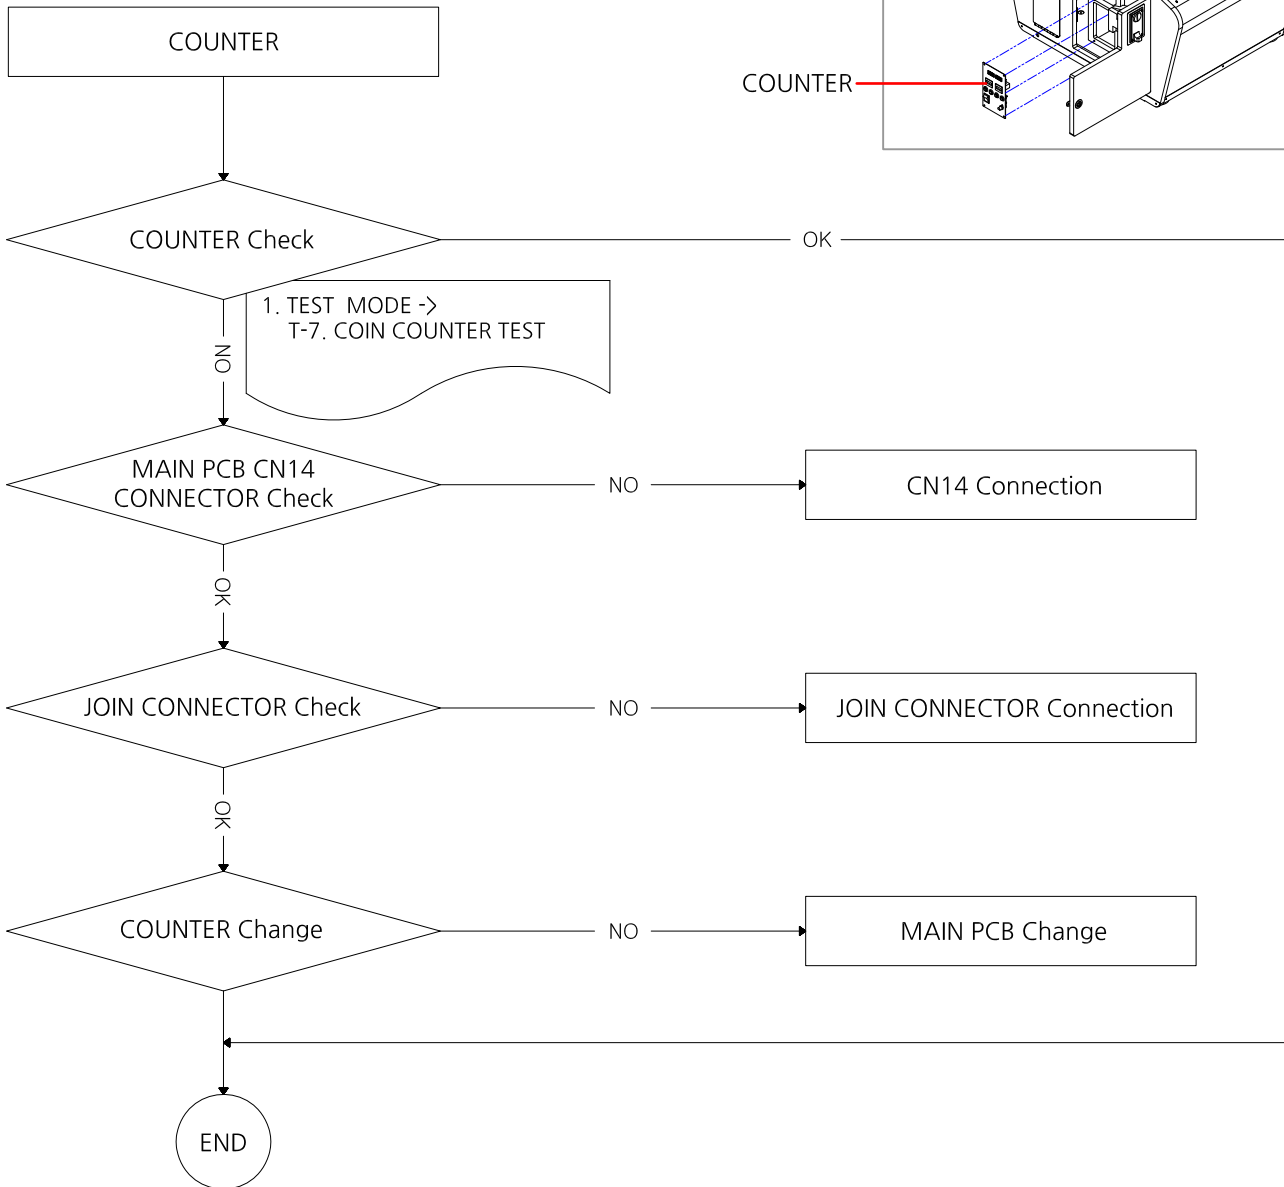 COUNTER
COUNTER
COUNTER Check
OK
1. TEST MODE ->
T-7. COIN COUNTER TEST
NO
MAIN PCB CN14
CONNECTOR Check
NO
CN14 Connection
OK
JOIN CONNECTOR Check
NO
JOIN CONNECTOR Connection
OK
COUNTER Change
NO
MAIN PCB Change
END